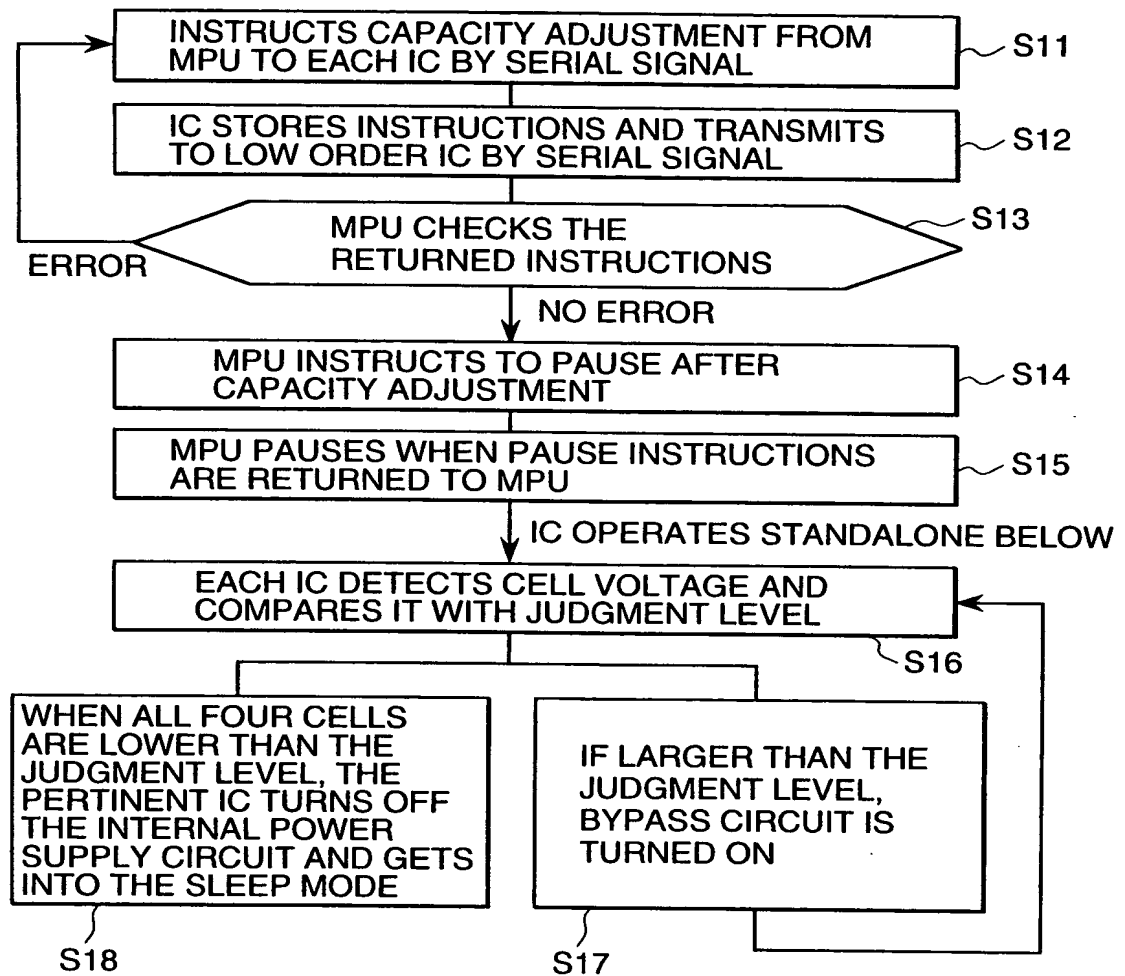 INSTRUCTS CAPACITY ADJUSTMENT FROM
MPU TO EACH IC BY SERIAL SIGNAL
S11
IC STORES INSTRUCTIONS AND TRANSMITS
TO LOW ORDER IC BY SERIAL SIGNAL
S12
MPU CHECKS THE
RETURNED INSTRUCTIONS
S13
ERROR
NO ERROR
MPU INSTRUCTS TO PAUSE AFTER
CAPACITY ADJUSTMENT
S14
MPU PAUSES WHEN PAUSE INSTRUCTIONS
ARE RETURNED TO MPU
S15
IC OPERATES STANDALONE BELOW
EACH IC DETECTS CELL VOLTAGE AND
COMPARES IT WITH JUDGMENT LEVEL
S16
WHEN ALL FOUR CELLS
ARE LOWER THAN THE
JUDGMENT LEVEL, THE
PERTINENT IC TURNS OFF
THE INTERNAL POWER
SUPPLY CIRCUIT AND GETS
INTO THE SLEEP MODE
S18
IF LARGER THAN THE
JUDGMENT LEVEL,
BYPASS CIRCUIT IS
TURNED ON
S17